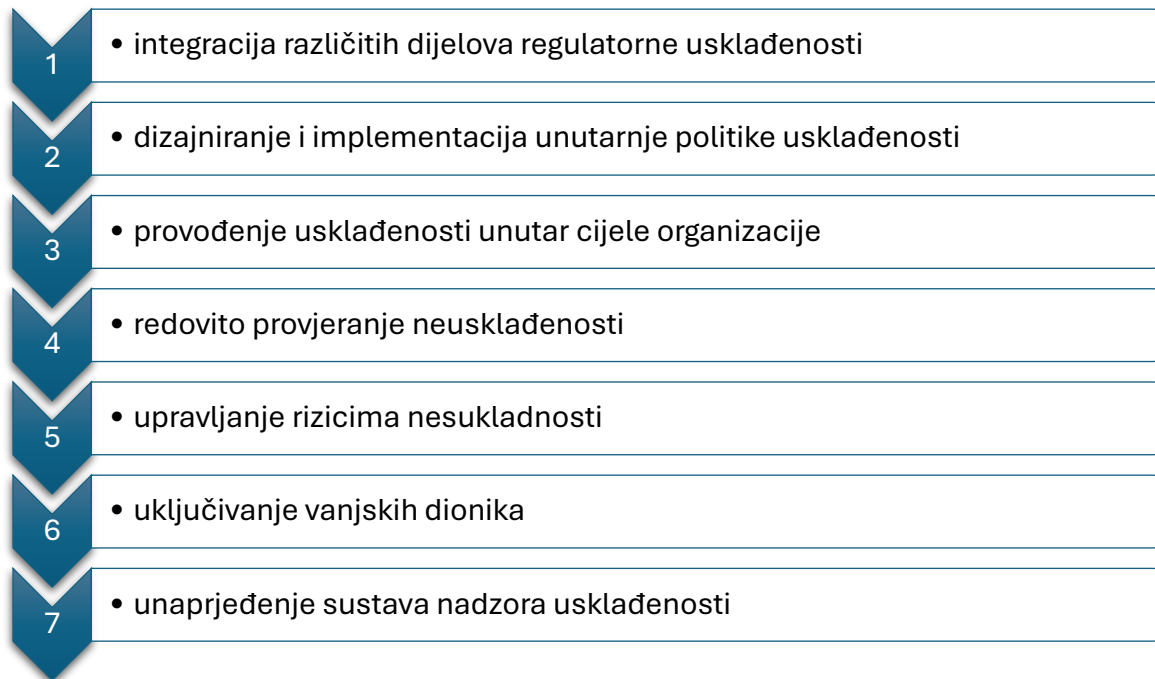 1
• integracija različitih dijelova regulatorne usklađenosti
2
• dizajniranje i implementacija unutarnje politike usklađenosti
3
• provođenje usklađenosti unutar cijele organizacije
4
• redovito provjeranje neusklađenosti
5
• upravljanje rizicima nesukladnosti
6
• uključivanje vanjskih dionika
7
• unaprjeđenje sustava nadzora usklađenosti